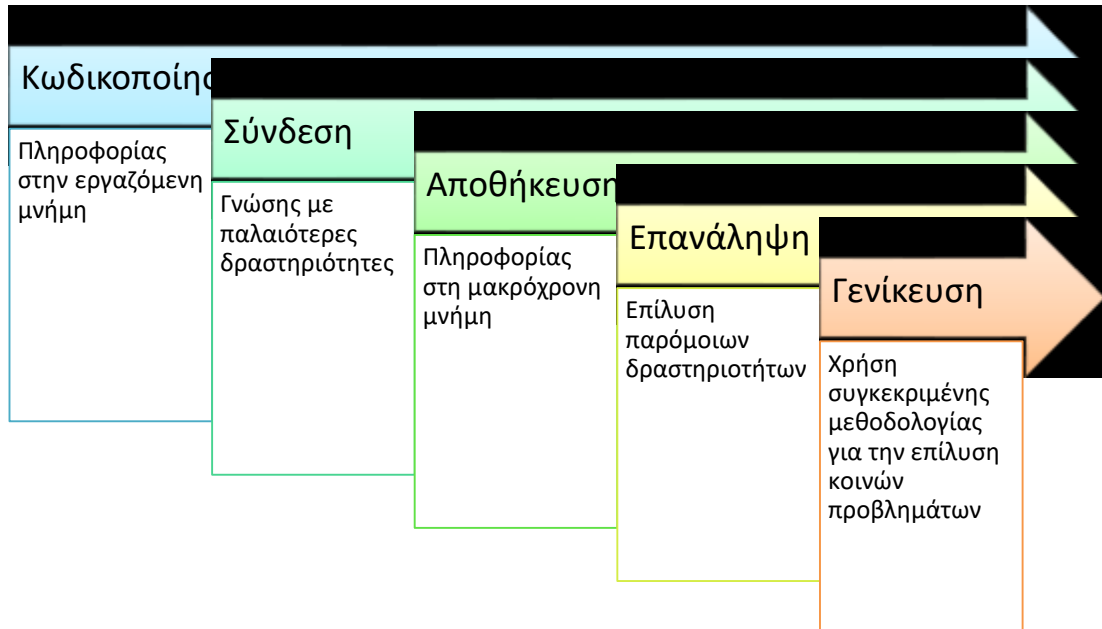 Κωδικοποίησ
Πληροφορίας
στην εργαζόμενη
μνήμη
Σύνδεση
Γνώσης με
παλαιότερες
δραστηριότητες
Αποθήκευση
Πληροφορίας
στη μακρόχρονη
μνήμη
Επανάληψη
Επίλυση
παρόμοιων
δραστηριοτήτων
Γενίκευση
Χρήση
συγκεκριμένης
μεθοδολογίας
για την επίλυση
κοινών
προβλημάτων